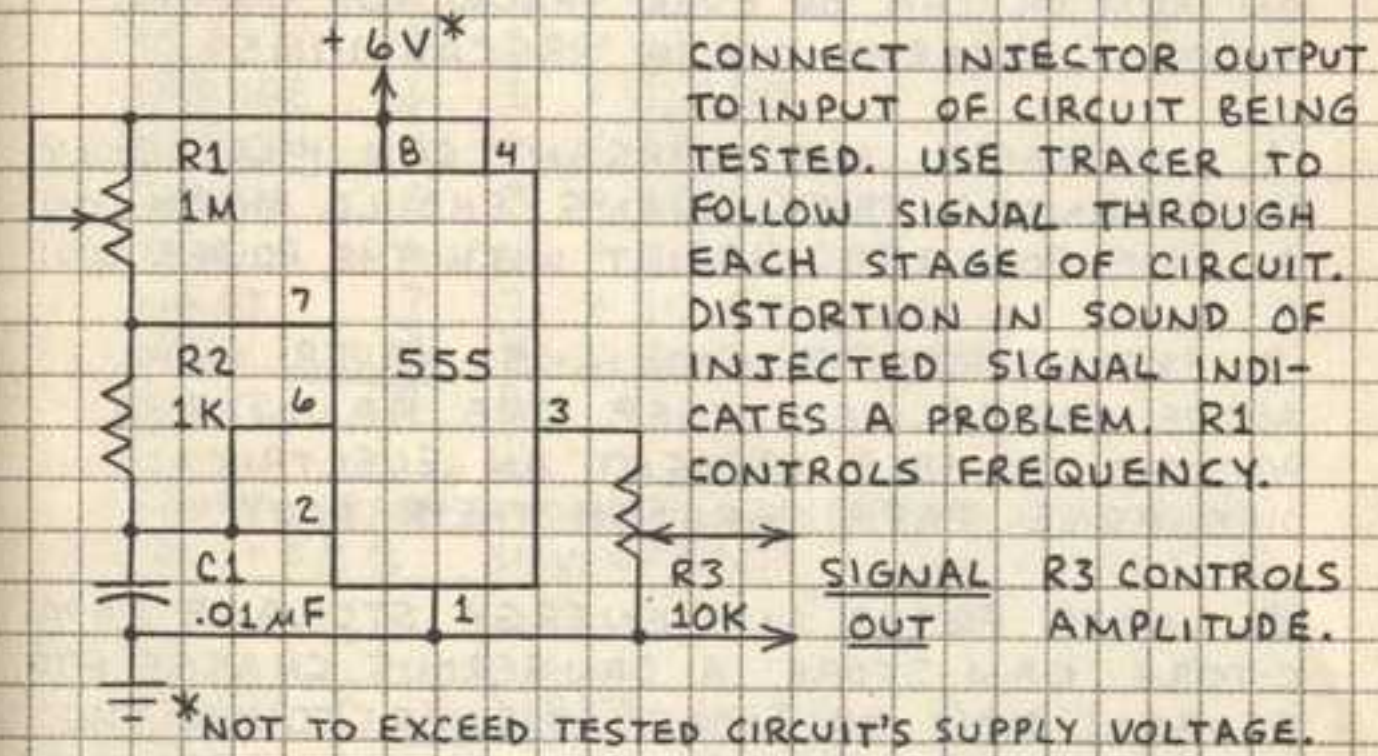 +6V*
CONNECT INJECTOR OUTPUT
TO INPUT OF CIRCUIT BEING
TESTED. USE TRACER TO
FOLLOW SIGNAL THROUGH
EACH STAGE OF CIRCUIT.
DISTORTION IN SOUND OF
INJECTED SIGNAL INDI-
CATES A PROBLEM. R1
CONTROLS FREQUENCY.
R1
1M
8 4
7
R2
1K
555
6
3
2
C1
.01µF
1
R3
10K
SIGNAL
OUT
R3 CONTROLS
AMPLITUDE.
*NOT TO EXCEED TESTED CIRCUIT'S SUPPLY VOLTAGE.